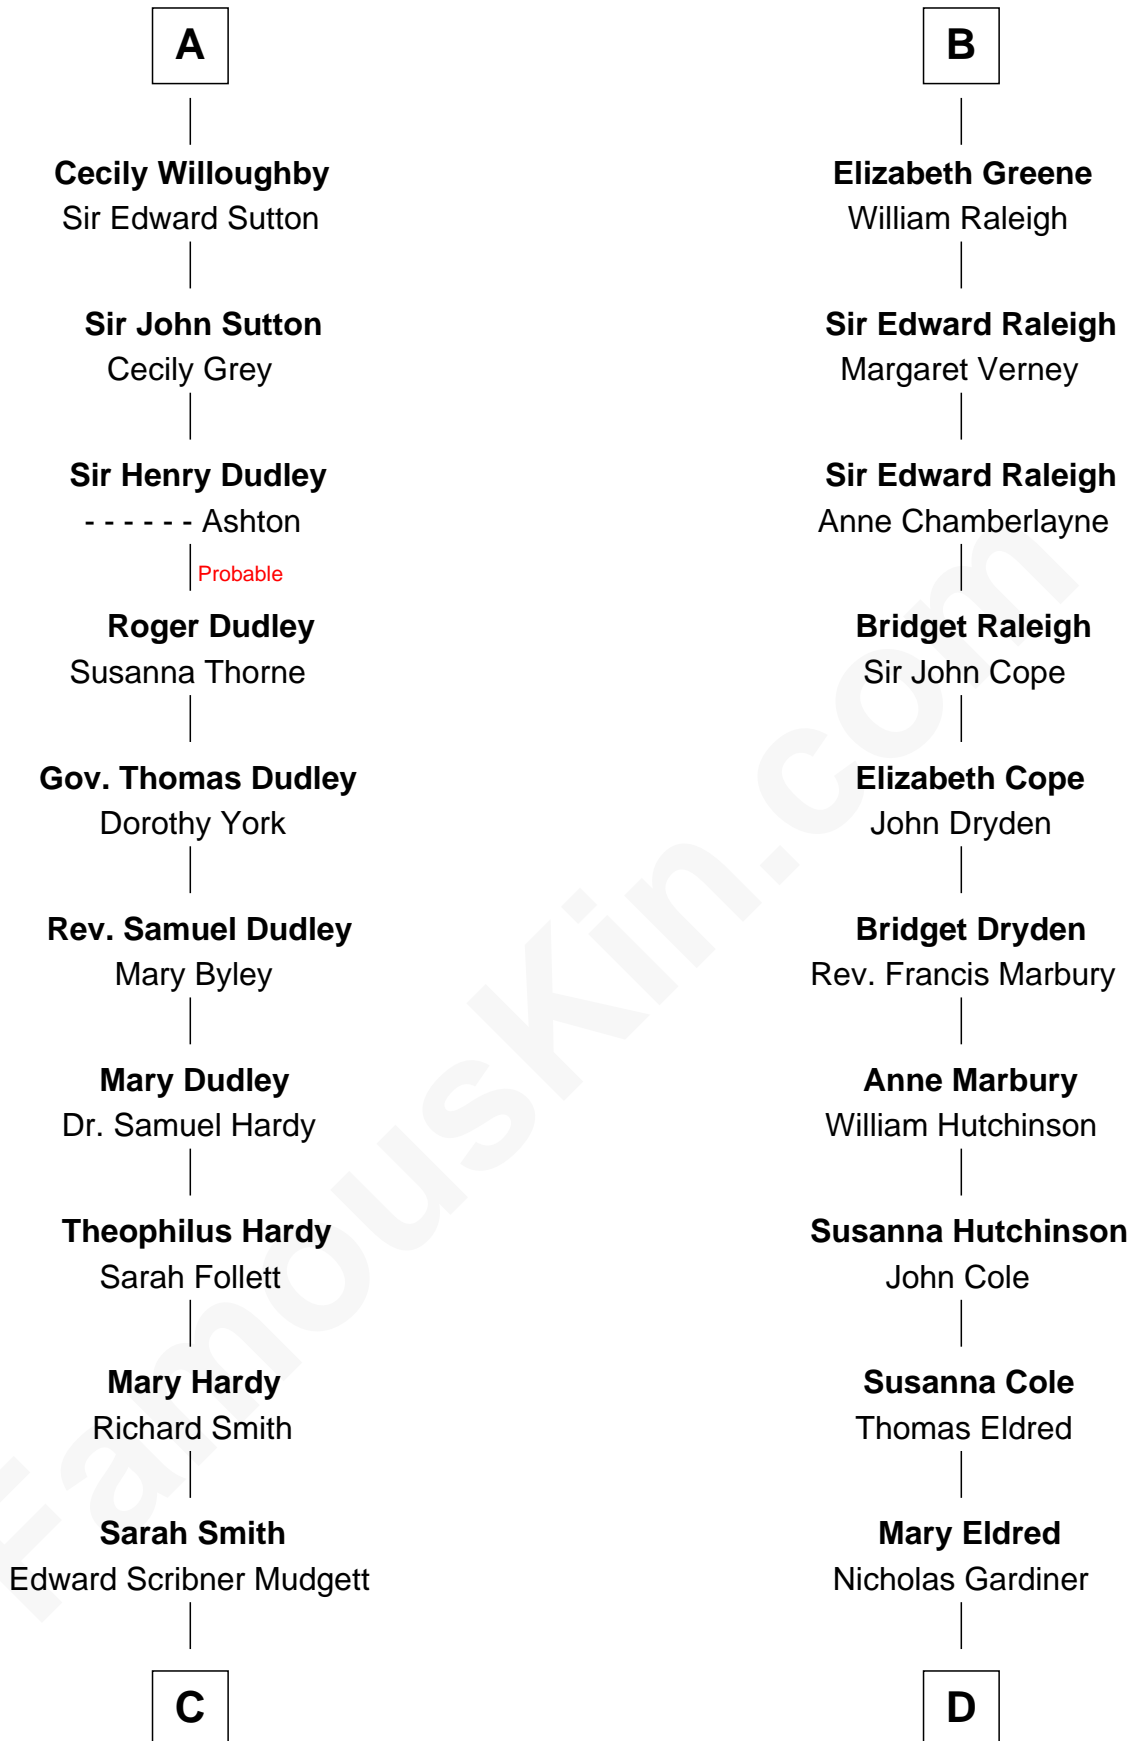 A
Cecily Willoughby
Sir Edward Sutton
Sir John Sutton
Cecily Grey
Sir Henry Dudley
- - - - - - Ashton
Probable
Roger Dudley
Susanna Thorne
Gov. Thomas Dudley
Dorothy York
Rev. Samuel Dudley
Mary Byley
Mary Dudley
Dr. Samuel Hardy
Theophilus Hardy
Sarah Follett
Mary Hardy
Richard Smith
Sarah Smith
Edward Scribner Mudgett
C
B
Elizabeth Greene
William Raleigh
Sir Edward Raleigh
Margaret Verney
Sir Edward Raleigh
Anne Chamberlayne
Bridget Raleigh
Sir John Cope
Elizabeth Cope
John Dryden
Bridget Dryden
Rev. Francis Marbury
Anne Marbury
William Hutchinson
Susanna Hutchinson
John Cole
Susanna Cole
Thomas Eldred
Mary Eldred
Nicholas Gardiner
D
FamousKin.com